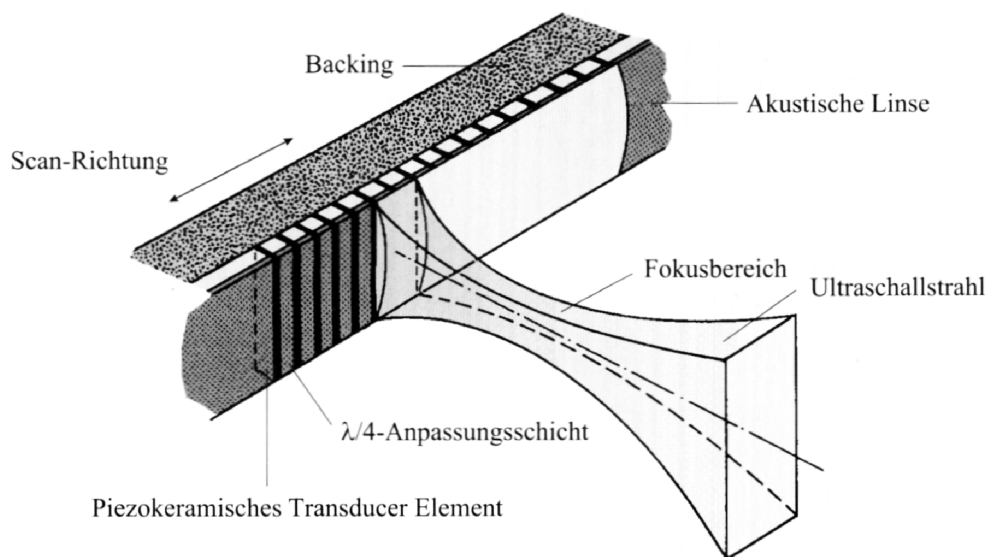 Backing
Akustische Linse
Scan-Richtung
Fokusbereich
Ultraschallstrahl
λ/4-Anpassungsschicht
Piezokeramisches Transducer Element